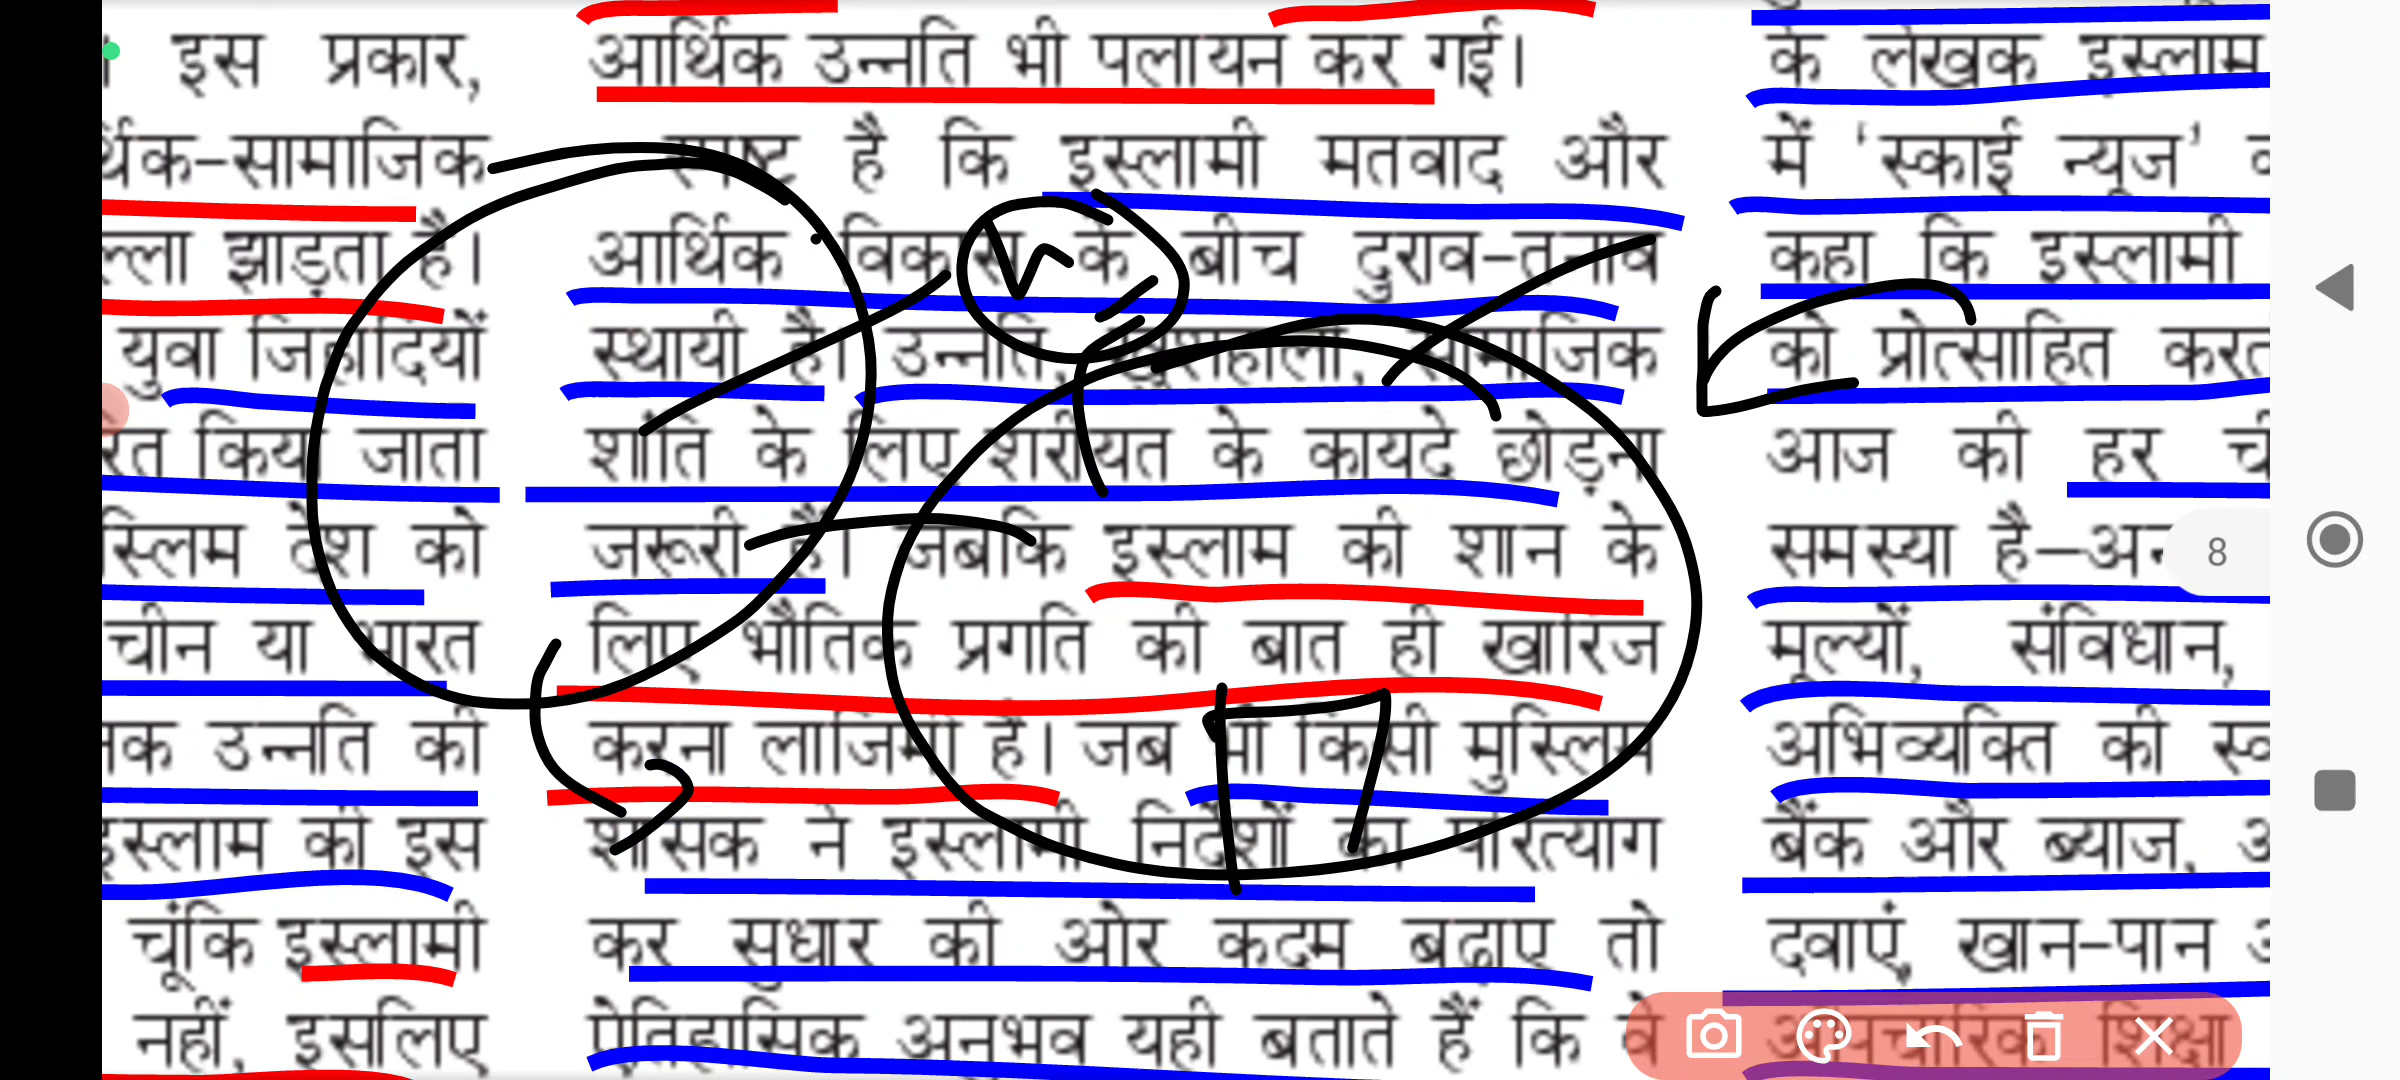 इस प्रकार,
र्थिक-सामाजिक
ल्ला झाड़ता है।
युवा जिहादियों
रित किया जाता
स्लिम देश को
चीन या भारत
उन्नति को
इस्लाम को इस
चूंकि इस्लामी
नहीं, इसलिए
आर्थिक उन्नति भी पलायन कर गई।
स्पष्ट है कि इस्लामी मतवाद और
आर्थिक विकास के बीच दुराव-तनाव
स्थायी है। उन्नति, खुशहाली, सामाजिक
शांति के लिए शरीयत के कायदे छोड़ना
जरूरी है। जबकि इस्लाम की शान के
लिए भौतिक प्रगति की बात ही खारिज
करना लाजिमी है। जब भी किसी मुस्लिम
शासक ने इस्लामी निर्देशों का परित्याग
कर सुधार की ओर कदम बढ़ाए तो
ऐतिहासिक अनुभव यही बताते हैं कि वे
के लेखक इस्लाम
में 'स्काई न्यूज'
कहा कि इस्लामी
को प्रोत्साहित करत
आज की हर
समस्या है-
मूल्यों, संविधान,
अभिव्यक्ति की
बैंक और ब्याज,
दवाएं, खान-पान
औपचारिक शिक्षा
8